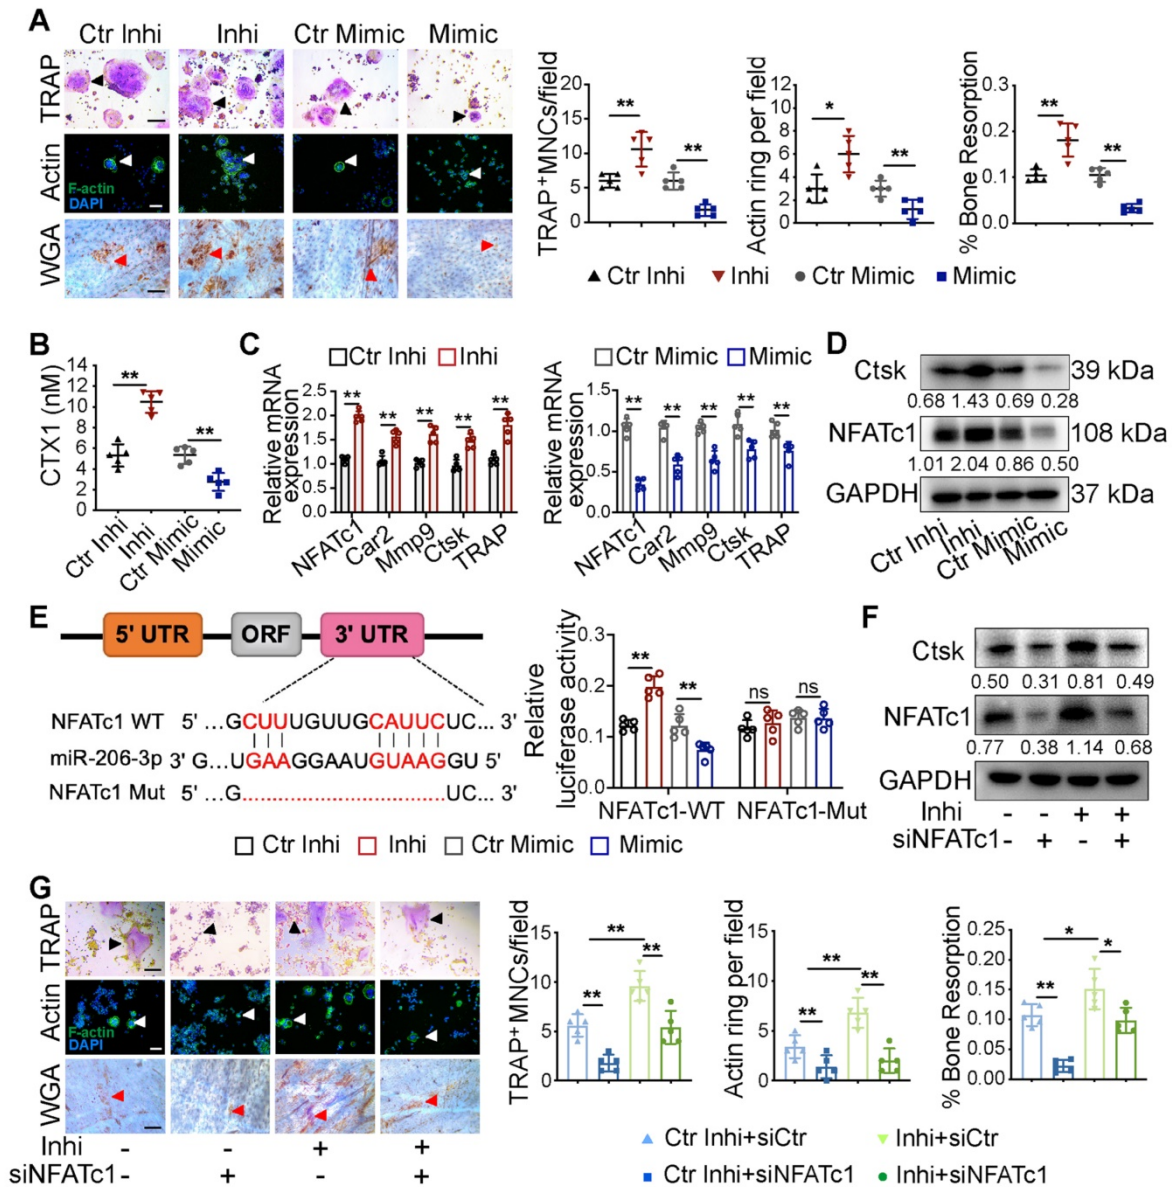 A
Ctr Inhi Inhi Ctr Mimic Mimic
TRAP
Actin
F-actin
DAPI
WGA
TRAP⁺MNCs/field
20
15
10
5
0
** **
Actin ring per field
12
10
8
6
4
2
0
* **
% Bone Resorption
0.3
0.2
0.1
0.0
** **
▲ Ctr Inhi ▼ Inhi ● Ctr Mimic ■ Mimic
B
CTX1 (nM)
14
12
10
8
6
4
2
0
** **
Ctr Inhi
Inhi
Ctr Mimic
Mimic
C
Ctr Inhi Inhi
Relative mRNA
expression
2.5
2.0
1.5
1.0
0.5
0.0
** ** ** ** **
NFATc1 Car2 Mmp9 Ctsk TRAP
Ctr Mimic Mimic
Relative mRNA
expression
1.5
1.0
0.5
0.0
** ** ** ** **
NFATc1 Car2 Mmp9 Ctsk TRAP
D
Ctsk 39 kDa
0.68 1.43 0.69 0.28
NFATc1 108 kDa
1.01 2.04 0.86 0.50
GAPDH 37 kDa
Ctr Inhi Inhi Ctr Mimic Mimic
E
5' UTR ORF 3' UTR
NFATc1 WT 5' ...GCUUUGUUGCAUUCUC... 3'
miR-206-3p 3' G...UGAAGGAAUGUAAGGU 5'
NFATc1 Mut 5' ...G......................UC... 3'
Relative
luciferase activity
0.3
0.2
0.1
0.0
** ** ns ns
NFATc1-WT NFATc1-Mut
Ctr Inhi Inhi Ctr Mimic Mimic
F
Ctsk
0.50 0.31 0.81 0.49
NFATc1
0.77 0.38 1.14 0.68
GAPDH
Inhi - - + +
siNFATc1 - + - +
G
TRAP
Actin
F-actin
DAPI
WGA
Inhi - - + +
siNFATc1 - + - +
TRAP⁺MNCs/field
15
10
5
0
** ** **
Actin ring per field
15
10
5
0
** ** **
% Bone Resorption
0.25
0.20
0.15
0.10
0.05
0.00
** * *
▲ Ctr Inhi+siCtr ▼ Inhi+siCtr
■ Ctr Inhi+siNFATc1 ● Inhi+siNFATc1